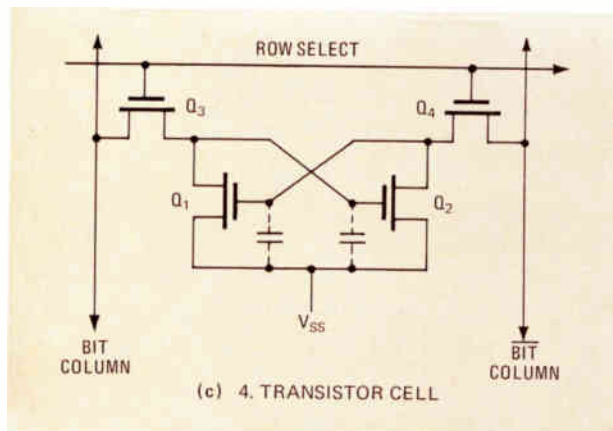 ROW SELECT
Q3
Q4
Q1
Q2
VSS
BIT
COLUMN
BIT
COLUMN
(c) 4. TRANSISTOR CELL